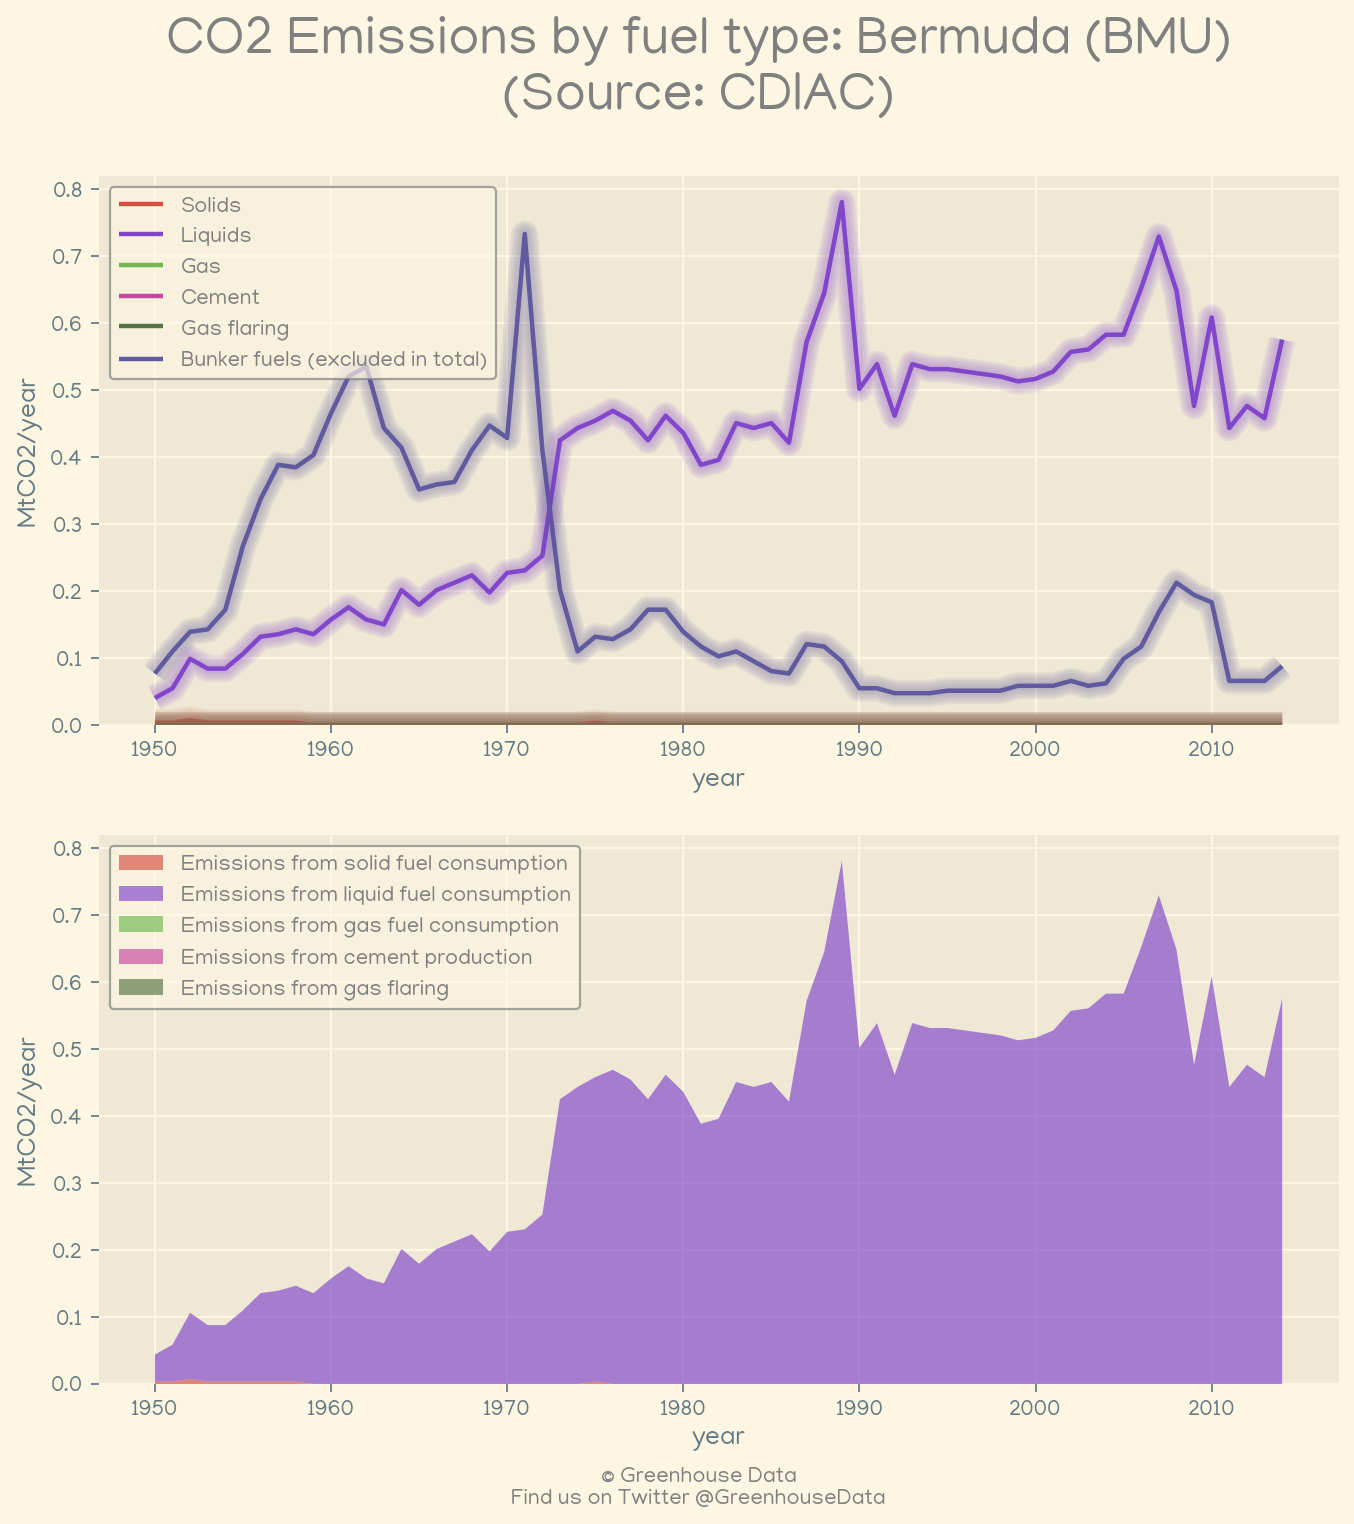 CO2 Emissions by fuel type: Bermuda (BMU)
(Source: CDIAC)
0.8
0.7
0.6
0.5
0.4
0.3
0.2
0.1
0.0
MtCO2/year
Solids
Liquids
Gas
Cement
Gas flaring
Bunker fuels (excluded in total)
1950 1960 1970 1980 1990 2000 2010
year
0.8
0.7
0.6
0.5
0.4
0.3
0.2
0.1
0.0
MtCO2/year
Emissions from solid fuel consumption
Emissions from liquid fuel consumption
Emissions from gas fuel consumption
Emissions from cement production
Emissions from gas flaring
1950 1960 1970 1980 1990 2000 2010
year
© Greenhouse Data
Find us on Twitter @GreenhouseData